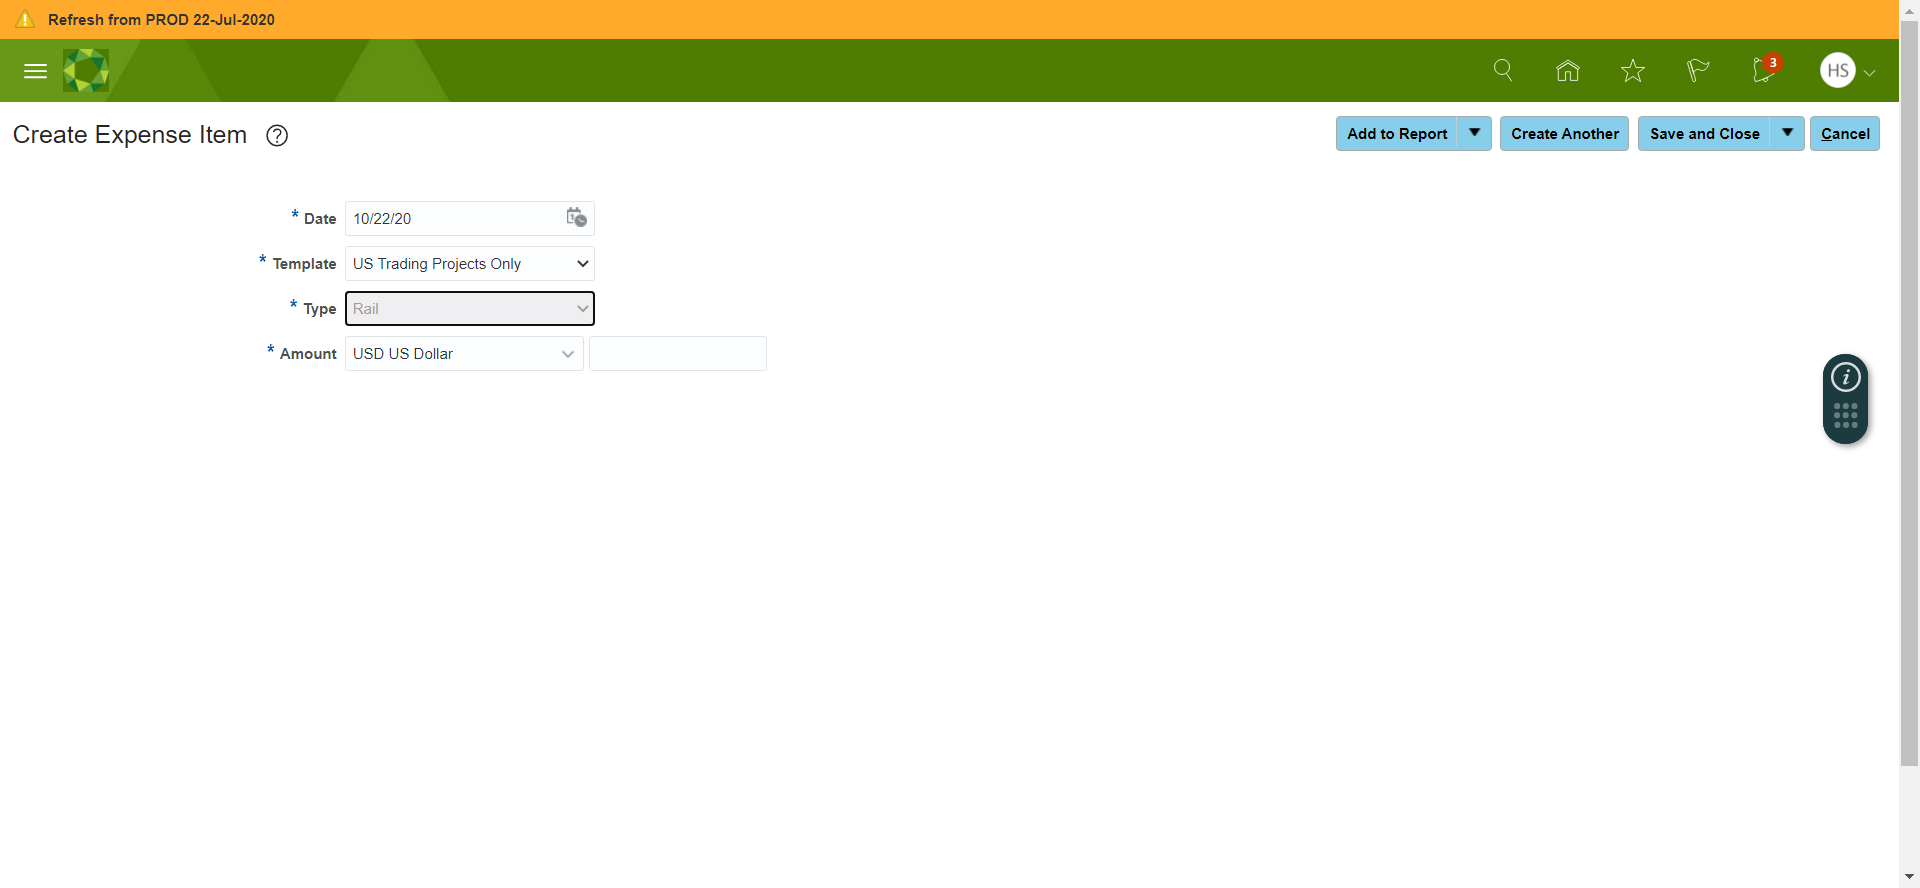 Refresh from PROD 22-Jul-2020
3
HS
Create Expense Item ?
Add to Report
Create Another
Save and Close
Cancel
* Date 10/22/20
* Template US Trading Projects Only
* Type Rail
* Amount USD US Dollar
i